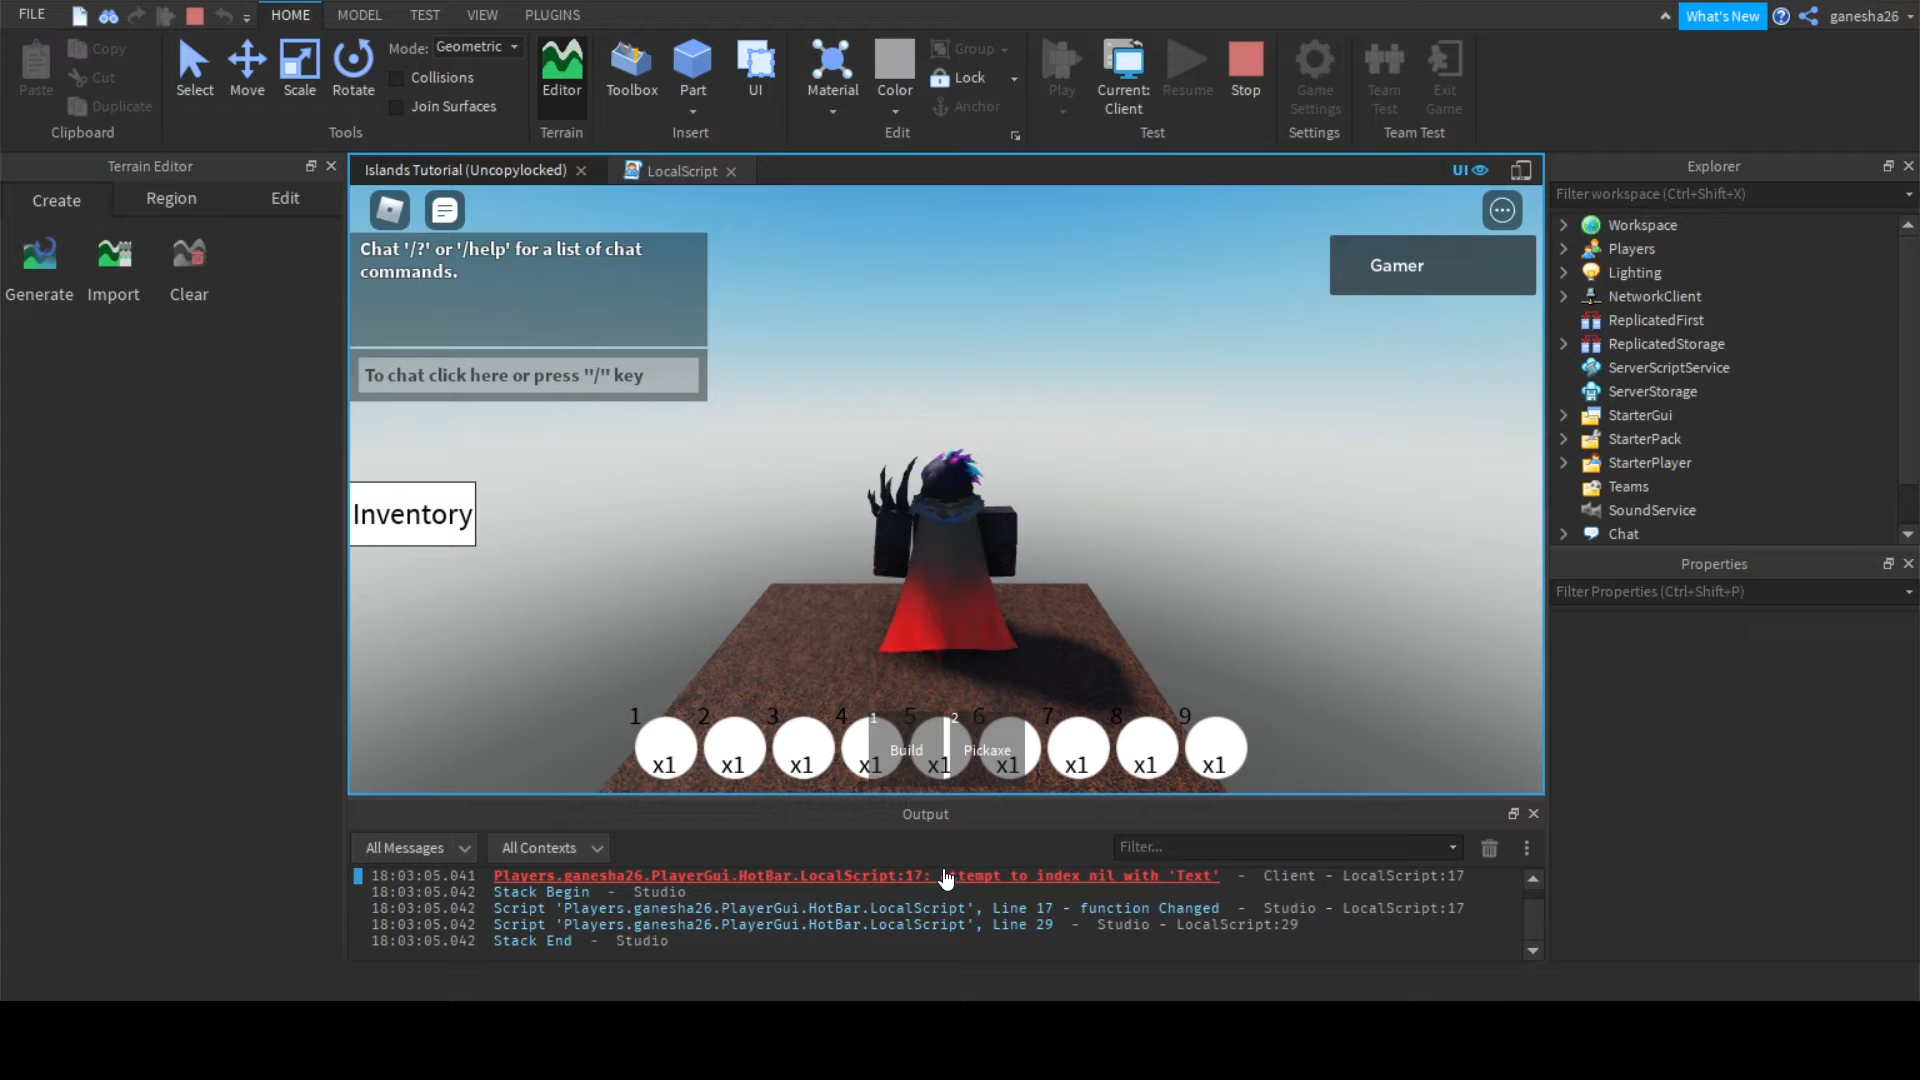 FILE HOME MODEL TEST VIEW PLUGINS What's New ganesha26
Paste Copy Cut Duplicate
Clipboard
Select Move Scale Rotate
Mode: Geometric
Collisions
Join Surfaces
Tools
Editor
Terrain
Toolbox Part UI
Insert
Material Color Group Lock Anchor
Edit
Play Current: Client Resume Stop
Test
Game Settings
Settings
Team Test Exit Game
Team Test
Terrain Editor
Create Region Edit
Generate Import Clear
Islands Tutorial (Uncopylocked) LocalScript UI
Chat '/?' or '/help' for a list of chat
commands.
To chat click here or press "/" key
Gamer
Inventory
1 2 3 4 1 5 2 6 7 8 9
Build Pickaxe
x1 x1 x1 x1 x1 x1 x1 x1 x1
Explorer
Filter workspace (Ctrl+Shift+X)
Workspace
Players
Lighting
NetworkClient
ReplicatedFirst
ReplicatedStorage
ServerScriptService
ServerStorage
StarterGui
StarterPack
StarterPlayer
Teams
SoundService
Chat
Properties
Filter Properties (Ctrl+Shift+P)
Output
All Messages All Contexts Filter...
18:03:05.041 Players.ganesha26.PlayerGui.HotBar.LocalScript:17: attempt to index nil with 'Text' - Client - LocalScript:17
18:03:05.042 Stack Begin - Studio
18:03:05.042 Script 'Players.ganesha26.PlayerGui.HotBar.LocalScript', Line 17 - function Changed - Studio - LocalScript:17
18:03:05.042 Script 'Players.ganesha26.PlayerGui.HotBar.LocalScript', Line 29 - Studio - LocalScript:29
18:03:05.042 Stack End - Studio